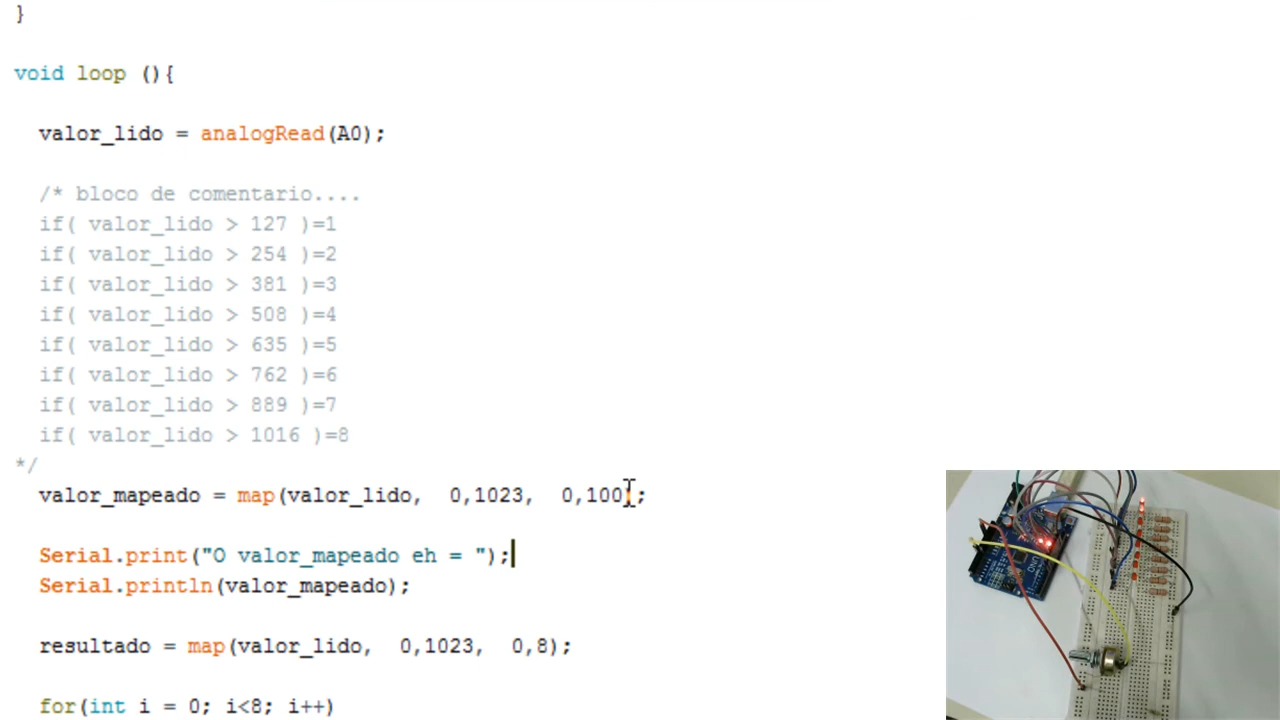 }
void loop (){
valor_lido = analogRead(A0);
/* bloco de comentario....
if( valor_lido > 127 )=1
if( valor_lido > 254 )=2
if( valor_lido > 381 )=3
if( valor_lido > 508 )=4
if( valor_lido > 635 )=5
if( valor_lido > 762 )=6
if( valor_lido > 889 )=7
if( valor_lido > 1016 )=8
*/
valor_mapeado = map(valor_lido, 0,1023, 0,100);
Serial.print("O valor_mapeado eh = ");
Serial.println(valor_mapeado);
resultado = map(valor_lido, 0,1023, 0,8);
for(int i = 0; i<8; i++)
UNO